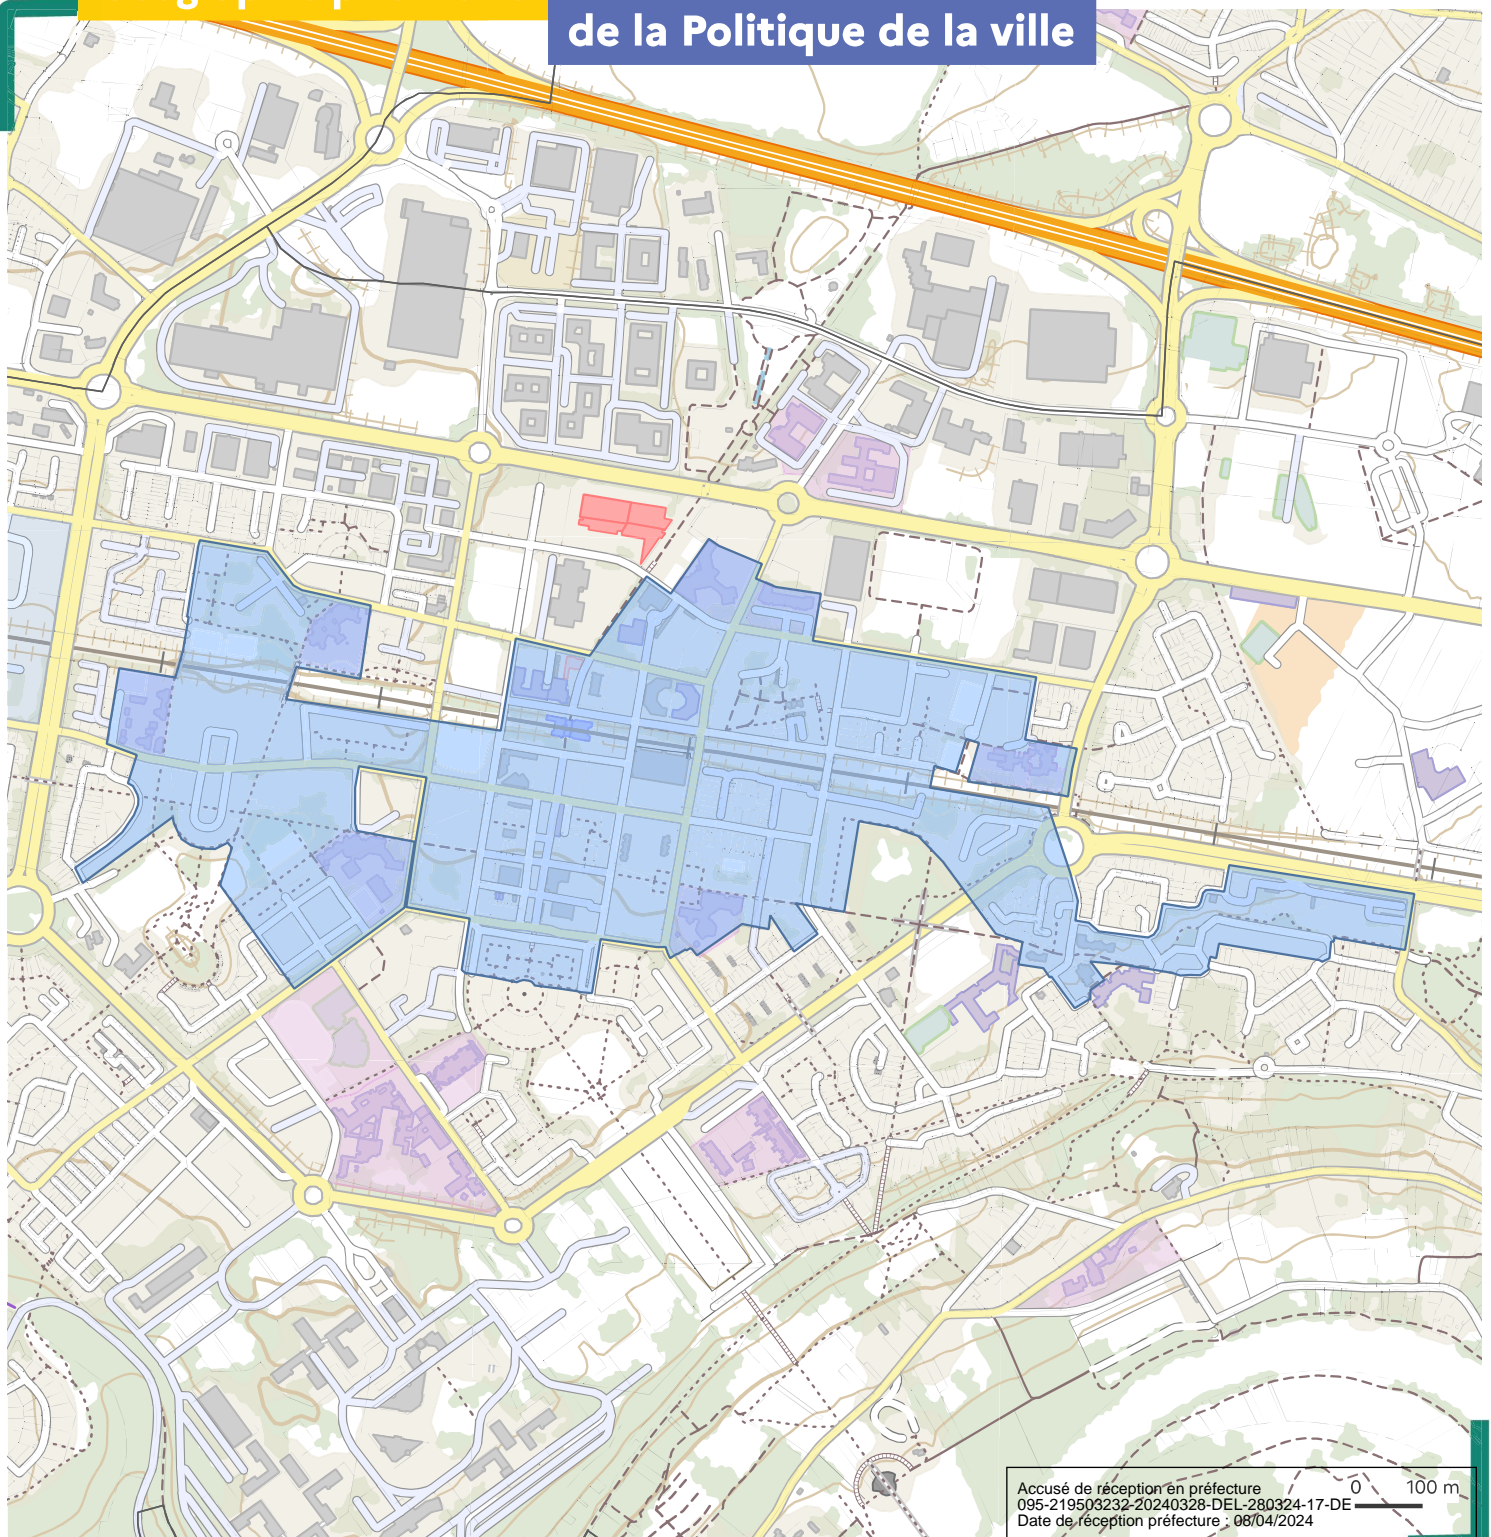 de la Politique de la ville
Accusé de réception en préfecture
095-219503232-20240328-DEL-280324-17-DE
Date de réception préfecture : 08/04/2024
0 100 m